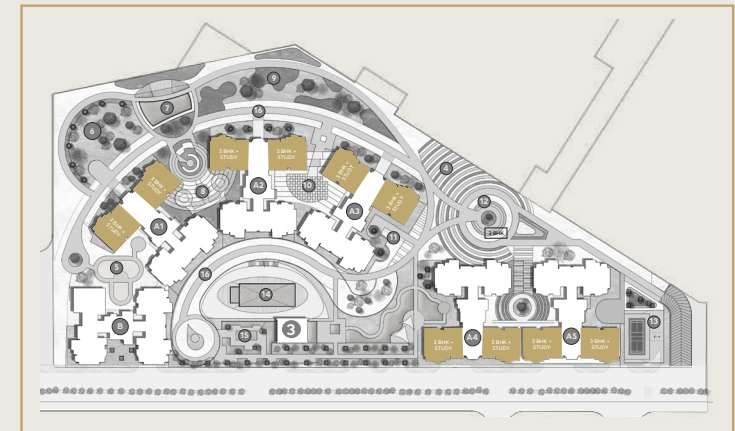 9
7
16
6
3 BHK +
STUDY
3 BHK +
STUDY
4
3 BHK +
STUDY
3 BHK +
STUDY
8
A2
10
3 BHK +
STUDY
12
A3
3 BHK +
STUDY
A1
3 BHK
11
5
16
14
13
B
3
15
A4
A5
3 BHK +
STUDY
3 BHK +
STUDY
3 BHK +
STUDY
3 BHK +
STUDY